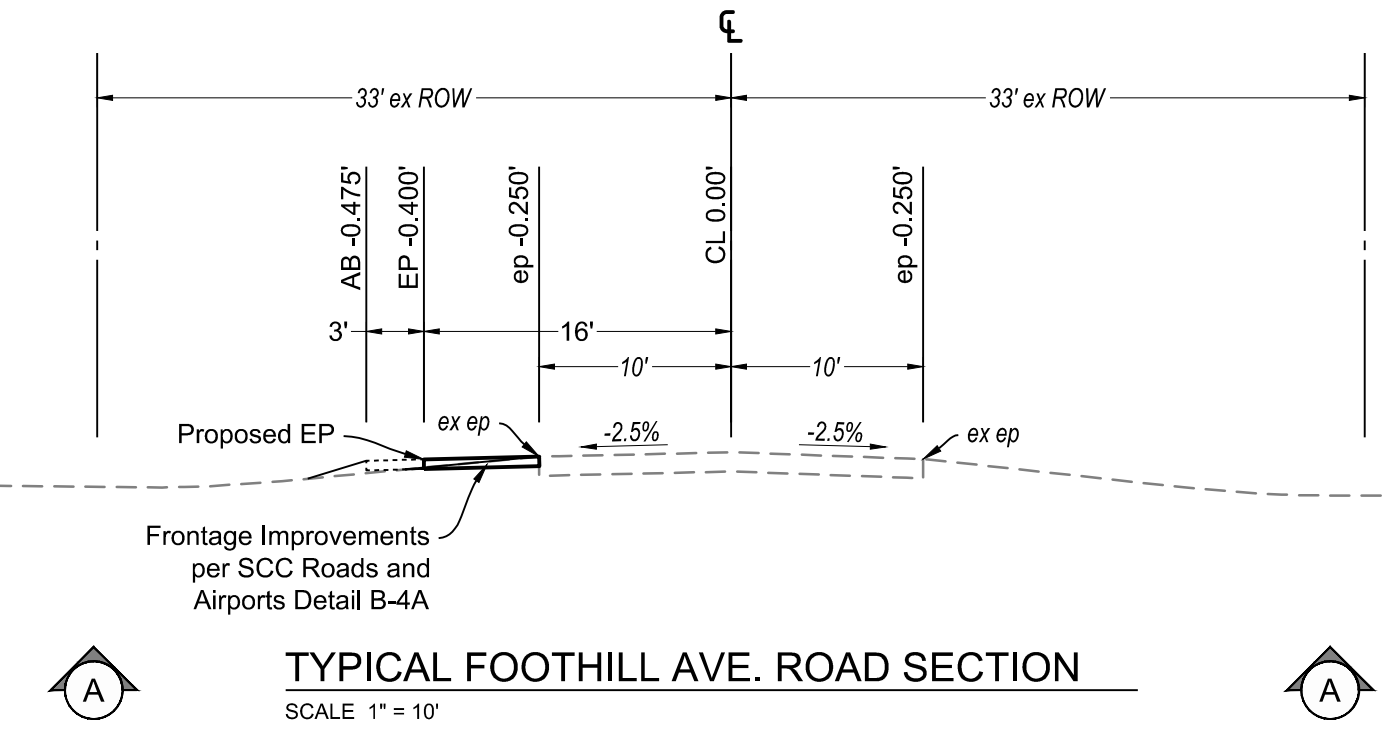 CL
33' ex ROW
33' ex ROW
AB -0.475'
EP -0.400'
ep -0.250'
CL 0.00'
ep -0.250'
3'
16'
10'
10'
Proposed EP
ex ep
-2.5%
-2.5%
ex ep
Frontage Improvements
per SCC Roads and
Airports Detail B-4A
A
TYPICAL FOOTHILL AVE. ROAD SECTION
A
SCALE 1" = 10'